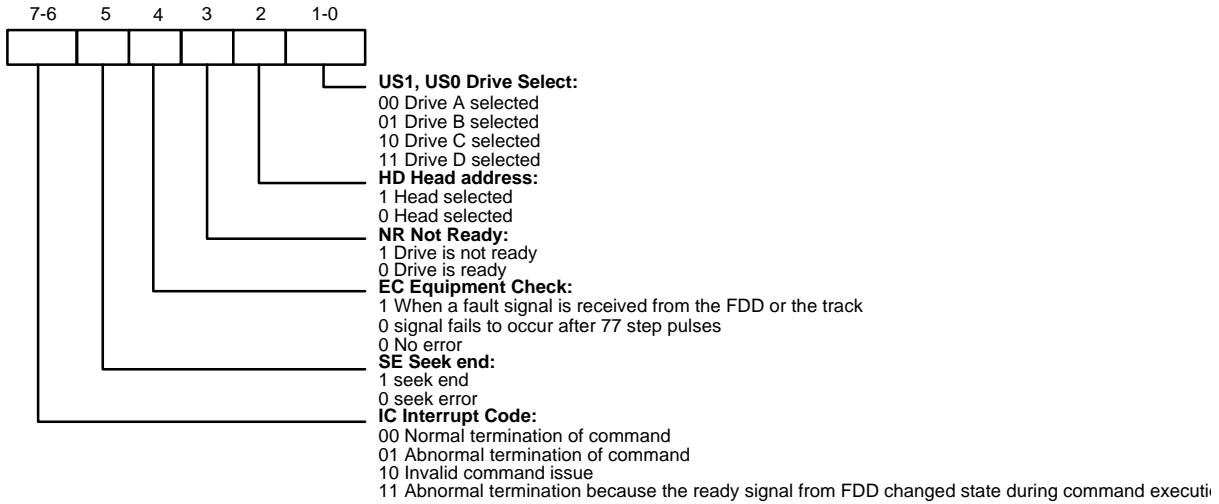 7-6 5 4 3 2 1-0
US1, US0 Drive Select:
00 Drive A selected
01 Drive B selected
10 Drive C selected
11 Drive D selected
HD Head address:
1 Head selected
0 Head selected
NR Not Ready:
1 Drive is not ready
0 Drive is ready
EC Equipment Check:
1 When a fault signal is received from the FDD or the track
0 signal fails to occur after 77 step pulses
0 No error
SE Seek end:
1 seek end
0 seek error
IC Interrupt Code:
00 Normal termination of command
01 Abnormal termination of command
10 Invalid command issue
11 Abnormal termination because the ready signal from FDD changed state during command